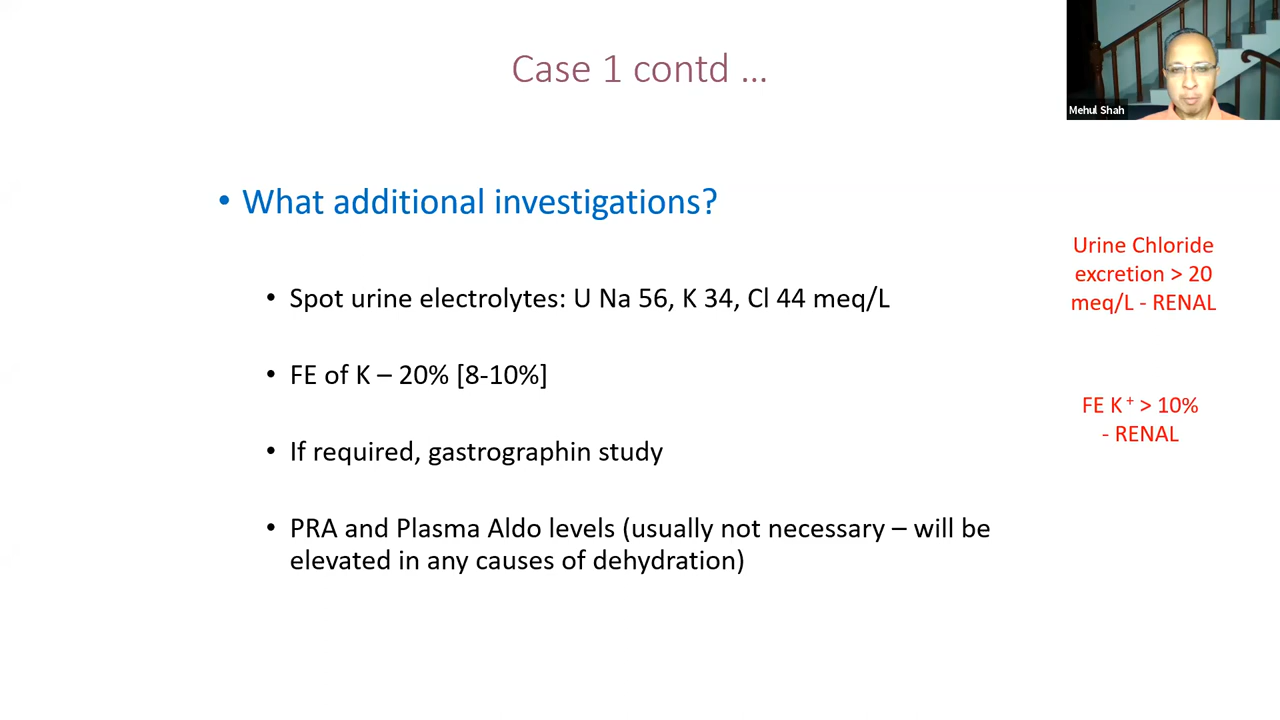 Case 1 contd ...
Mehul Shah
• What additional investigations?
• Spot urine electrolytes: U Na 56, K 34, Cl 44 meq/L
• FE of K – 20% [8-10%]
• If required, gastrographin study
• PRA and Plasma Aldo levels (usually not necessary – will be
elevated in any causes of dehydration)
Urine Chloride
excretion > 20
meq/L - RENAL
FE K⁺ > 10%
- RENAL